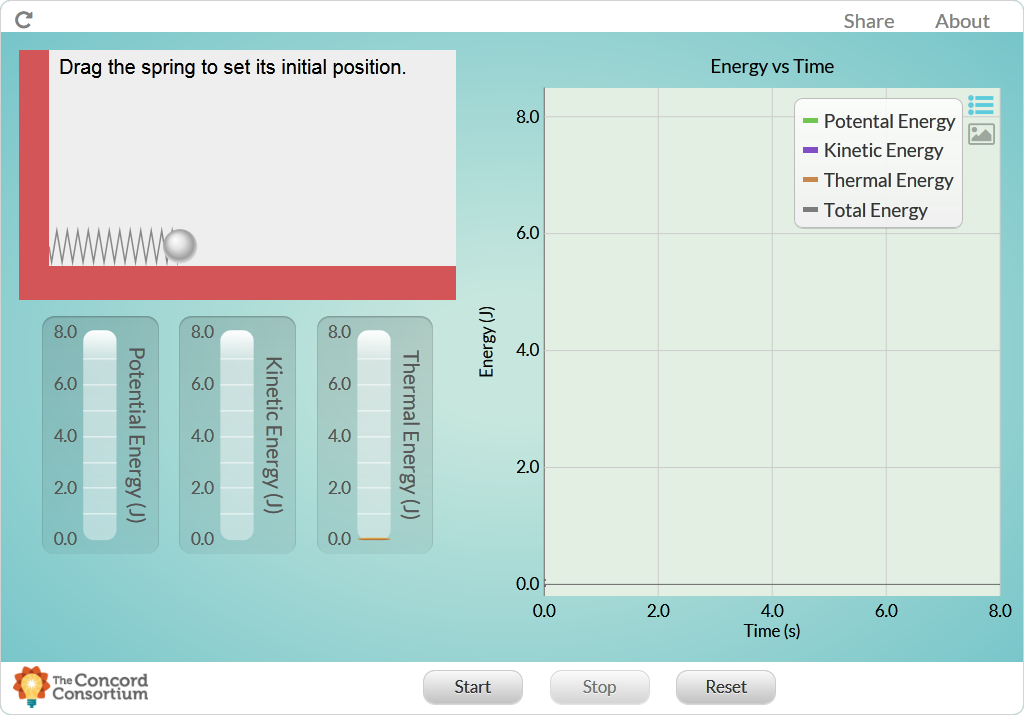 Share About
Drag the spring to set its initial position.
Energy vs Time
8.0
6.0
4.0
2.0
0.0
Energy (J)
Potental Energy
Kinetic Energy
Thermal Energy
Total Energy
0.0 2.0 4.0 6.0 8.0
Time (s)
8.0
6.0
4.0
2.0
0.0
Potential Energy (J)
8.0
6.0
4.0
2.0
0.0
Kinetic Energy (J)
8.0
6.0
4.0
2.0
0.0
Thermal Energy (J)
The Concord
Consortium
Start Stop Reset